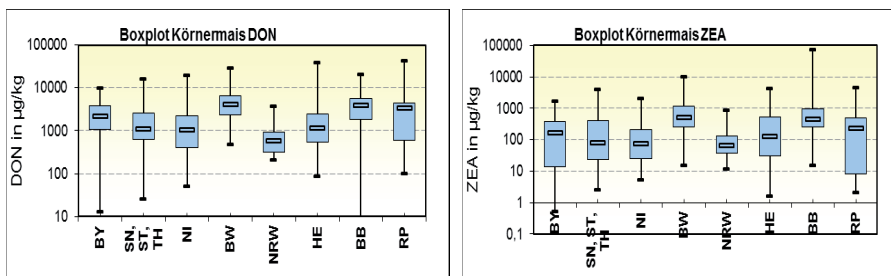 Boxplot Körnermais DON
DON in µg/kg
100000
10000
1000
100
10
BY
SN, ST, TH
NI
BW
NRW
HE
BB
RP
Boxplot Körnermais ZEA
ZEA in µg/kg
100000
10000
1000
100
10
1
0,1
BY
SN, ST, TH
NI
BW
NRW
HE
BB
RP